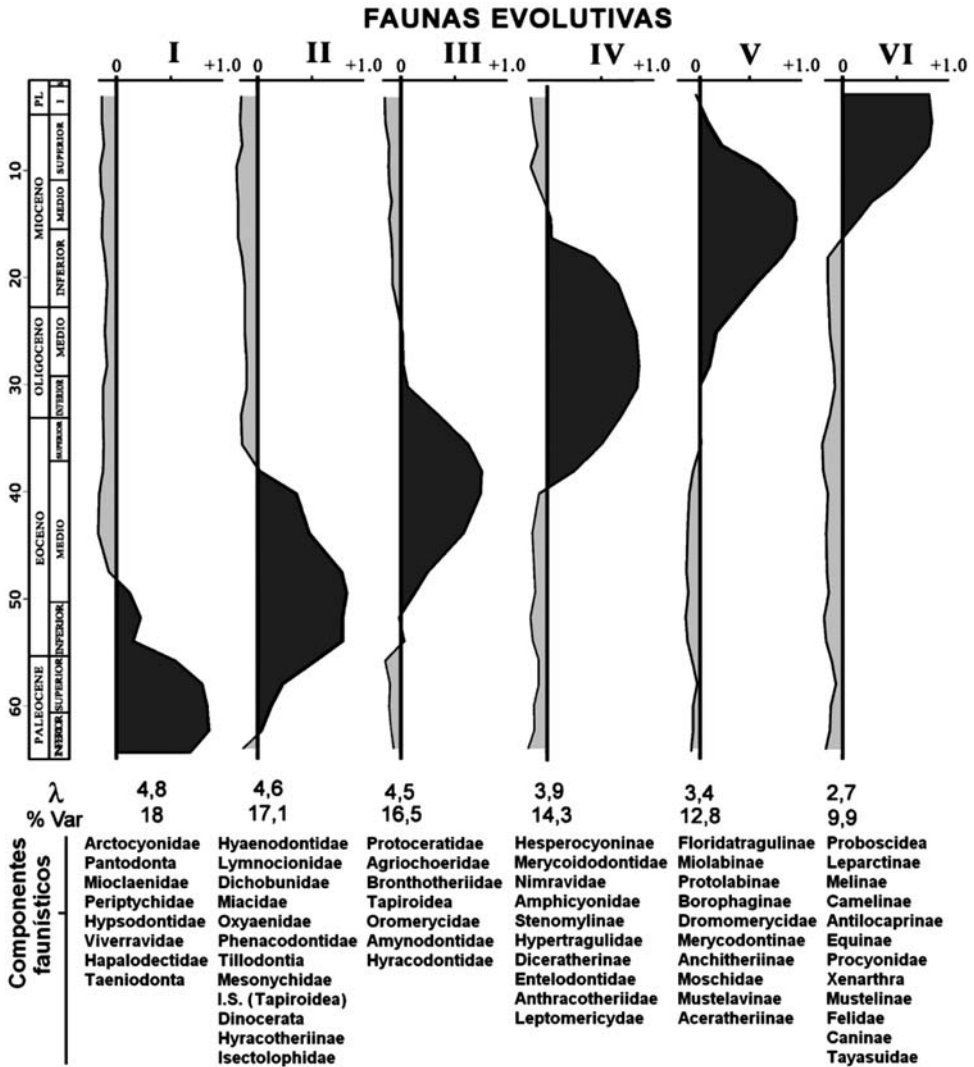 FAUNAS EVOLUTIVAS
I II III IV V VI
0 +1.0 0 +1.0 0 +1.0 0 +1.0 0 +1.0 0 +1.0
PL. I
MIOCENO SUPERIOR MEDIO INFERIOR
OLIGOCENO MEDIO INFERIOR
EOCENO SUPERIOR MEDIO INFERIOR
PALEOCENE SUPERIOR INFERIOR
10
20
30
40
50
60
λ 4,8 4,6 4,5 3,9 3,4 2,7
% Var 18 17,1 16,5 14,3 12,8 9,9
Componentes faunísticos
Arctocyonidae
Pantodonta
Mioclaenidae
Periptychidae
Hypsodontidae
Viverravidae
Hapalodectidae
Taeniodonta
Hyaenodontidae
Lymnocionidae
Dichobunidae
Miacidae
Oxyaenidae
Phenacodontidae
Tillodontia
Mesonychidae
I.S. (Tapiroidea)
Dinocerata
Hyracotheriinae
Isectolophidae
Protoceratidae
Agriochoeridae
Bronthotheriidae
Tapiroidea
Oromerycidae
Amynodontidae
Hyracodontidae
Hesperocyoninae
Merycoidodontidae
Nimravidae
Amphicyonidae
Stenomylinae
Hypertragulidae
Diceratherinae
Entelodontidae
Anthracotheriidae
Leptomericydae
Floridatragulinae
Miolabinae
Protolabinae
Borophaginae
Dromomerycidae
Merycodontinae
Anchitheriinae
Moschidae
Mustelavinae
Aceratheriinae
Proboscidea
Leparctinae
Melinae
Camelinae
Antilocaprinae
Equinae
Procyonidae
Xenarthra
Mustelinae
Felidae
Caninae
Tayasuidae